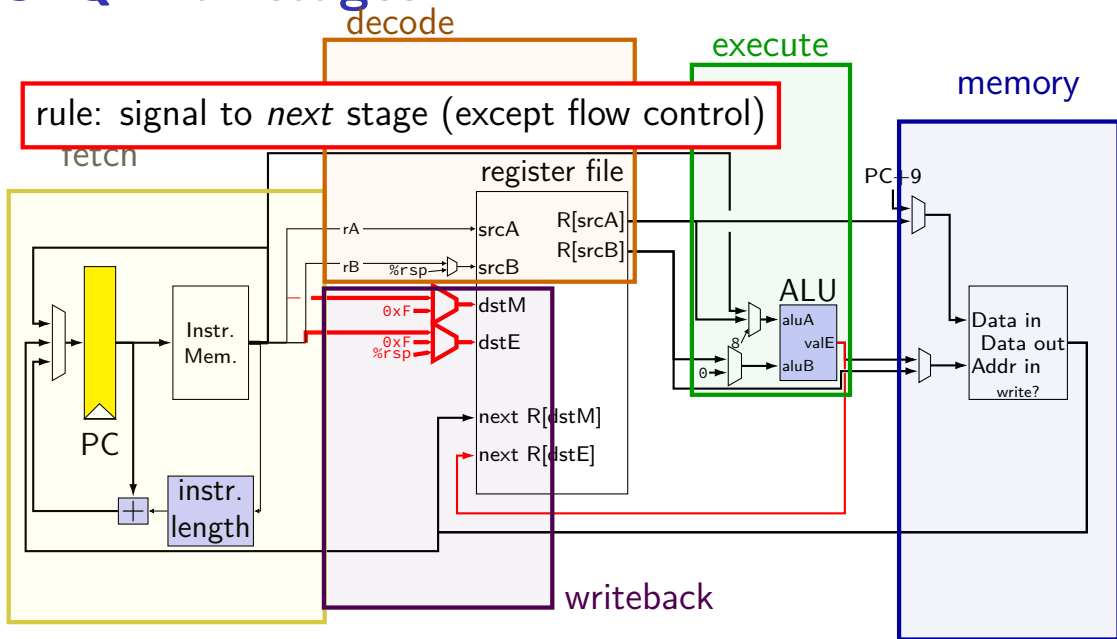 decode
execute
memory
rule: signal to next stage (except flow control)
fetch
register file
PC+9
rA
srcA
R[srcA]
rB
%rsp
srcB
R[srcB]
ALU
0xF
dstM
aluA
Instr.
Mem.
0xF
%rsp
dstE
8
valE
0
aluB
Data in
Data out
Addr in
write?
PC
next R[dstM]
next R[dstE]
instr.
length
+
writeback